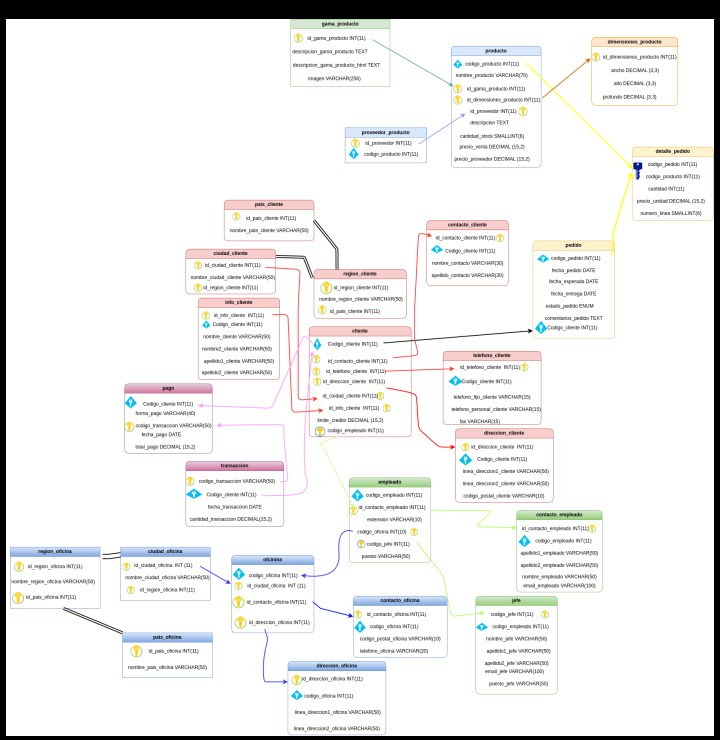 gama_producto
id_gama_producto INT(11)
descripcion_gama_producto TEXT
descripcion_gama_producto_html TEXT
imagen VARCHAR(256)
producto
codigo_producto INT(11)
nombre_producto VARCHAR(70)
id_gama_producto INT(11)
id_dimensiones_producto INT(11)
id_proveedor INT(11)
descripcion TEXT
cantidad_stock SMALLINT(6)
precio_venta DECIMAL (15,2)
precio_proveedor DECIMAL (15,2)
dimensiones_producto
id_dimensiones_producto INT(11)
ancho DECIMAL (3,3)
alto DECIMAL (3,3)
profundo DECIMAL (3,3)
proveedor_producto
id_proveedor INT(11)
codigo_producto INT(11)
detalle_pedido
codigo_pedido INT(11)
codigo_producto INT(11)
cantidad INT(11)
precio_unidad DECIMAL (15,2)
numero_linea SMALLINT(6)
pais_cliente
id_pais_cliente INT(11)
nombre_pais_cliente VARCHAR(50)
contacto_cliente
id_contacto_cliente INT(11)
Codigo_cliente INT(11)
nombre_contacto VARCHAR(30)
apellido_contacto VARCHAR(30)
pedido
codigo_pedido INT(11)
fecha_pedido DATE
fecha_esperada DATE
fecha_entrega DATE
estado_pedido ENUM
comentarios_pedido TEXT
Codigo_cliente INT(11)
ciudad_cliente
id_ciudad_cliente INT(11)
nombre_ciudad_cliente VARCHAR(50)
id_region_cliente INT(11)
region_cliente
id_region_cliente INT(11)
nombre_region_cliente VARCHAR(50)
id_pais_cliente INT(11)
info_cliente
id_info_cliente INT(11)
Codigo_cliente INT(11)
nombre_cliente VARCHAR(50)
nombre2_cliente VARCHAR(50)
apellido1_cliente VARCHAR(50)
apellido2_cliente VARCHAR(50)
cliente
Codigo_cliente INT(11)
id_contacto_cliente INT(11)
id_telefono_cliente INT(11)
id_direccion_cliente INT(11)
id_ciudad_cliente INT(11)
id_info_cliente INT(11)
limite_credito DECIMAL (15,2)
codigo_empleado INT(11)
telefono_cliente
id_telefono_cliente INT(11)
Codigo_cliente INT(11)
telefono_fijo_cliente VARCHAR(15)
telefono_personal_cliente VARCHAR(15)
fax VARCHAR(15)
pago
Codigo_cliente INT(11)
forma_pago VARCHAR(40)
codigo_transaccion VARCHAR(50)
fecha_pago DATE
total_pago DECIMAL (15,2)
direccion_cliente
id_direccion_cliente INT(11)
Codigo_cliente INT(11)
linea_direccion1_cliente VARCHAR(50)
linea_direccion2_cliente VARCHAR(50)
codigo_postal_cliente VARCHAR(10)
transaccion
codigo_transaccion VARCHAR(50)
Codigo_cliente INT(11)
fecha_transaccion DATE
cantidad_transaccion DECIMAL(15,2)
empleado
codigo_empleado INT(11)
id_contacto_empleado INT(11)
extension VARCHAR(10)
codigo_oficina INT(10)
codigo_jefe INT(11)
puesto VARCHAR(50)
contacto_empleado
id_contacto_empleado INT(11)
codigo_empleado INT(11)
apellido1_empleado VARCHAR(50)
apellido2_empleado VARCHAR(50)
nombre_empleado VARCHAR(50)
email_empleado VARCHAR(100)
region_oficina
id_region_oficina INT(11)
nombre_region_oficina VARCHAR(50)
id_pais_oficina INT(11)
ciudad_oficina
id_ciudad_oficina INT (11)
nombre_ciudad_oficina VARCHAR(50)
id_region_oficina INT(11)
oficinina
codigo_oficina INT(11)
id_ciudad_oficina INT (11)
id_contacto_oficina INT(11)
id_direccion_oficina INT(11)
contacto_oficina
id_contacto_oficina INT(11)
codigo_oficina INT(11)
codigo_postal_oficina VARCHAR(10)
telefono_oficina VARCHAR(20)
jefe
codigo_jefe INT(11)
codigo_empleado INT(11)
nombre_jefe VARCHAR(50)
apellido1_jefe VARCHAR(50)
apellido2_jefe VARCHAR(50)
email_jefe VARCHAR(100)
puesto_jefe VARCHAR(50)
pais_oficina
id_pais_oficina INT(11)
nombre_pais_oficina VARCHAR(50)
direccion_oficina
id_direccion_oficina INT(11)
codigo_oficina INT(11)
linea_direccion1_oficina VARCHAR(50)
linea_direccion2_oficina VARCHAR(50)